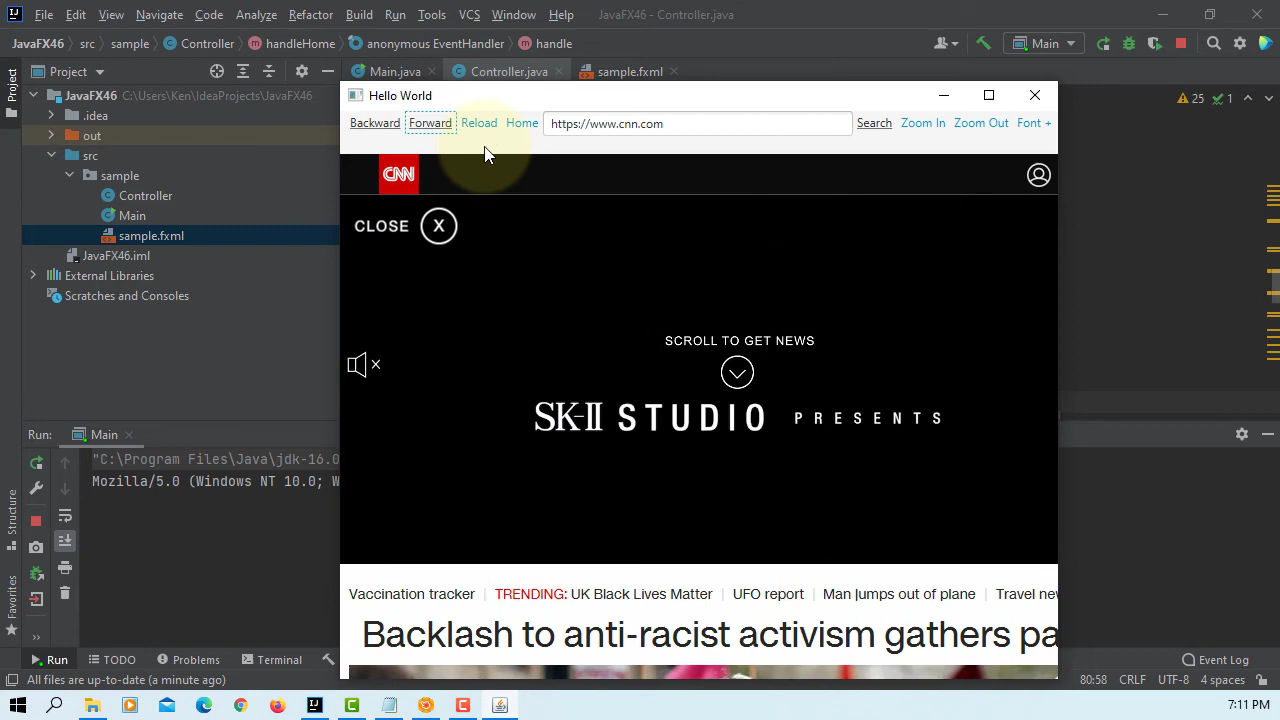 File Edit View Navigate Code Analyze Refactor Build Run Tools VCS Window Help JavaFX46 - Controller.java
JavaFX46 src sample Controller handleHome anonymous EventHandler handle Main
Project Main.java Controller.java sample.fxml
Project
JavaFX46 C:\Users\Ken\IdeaProjects\JavaFX46
.idea
out
src
sample
Controller
Main
sample.fxml
JavaFX46.iml
External Libraries
Scratches and Consoles
25 1
Hello World
Backward Forward Reload Home https://www.cnn.com Search Zoom In Zoom Out Font +
CNN
CLOSE X
SCROLL TO GET NEWS
SK-II STUDIO PRESENTS
Vaccination tracker TRENDING: UK Black Lives Matter UFO report Man jumps out of plane Travel
Backlash to anti-racist activism gathers
Run: Main
"C:\Program Files\Java\jdk-16.0
Mozilla/5.0 (Windows NT 10.0; W
Structure
Favorites
Run TODO Problems Terminal Event Log
All files are up-to-date (a minute ago) 80:58 CRLF UTF-8 4 spaces
7:11 PM